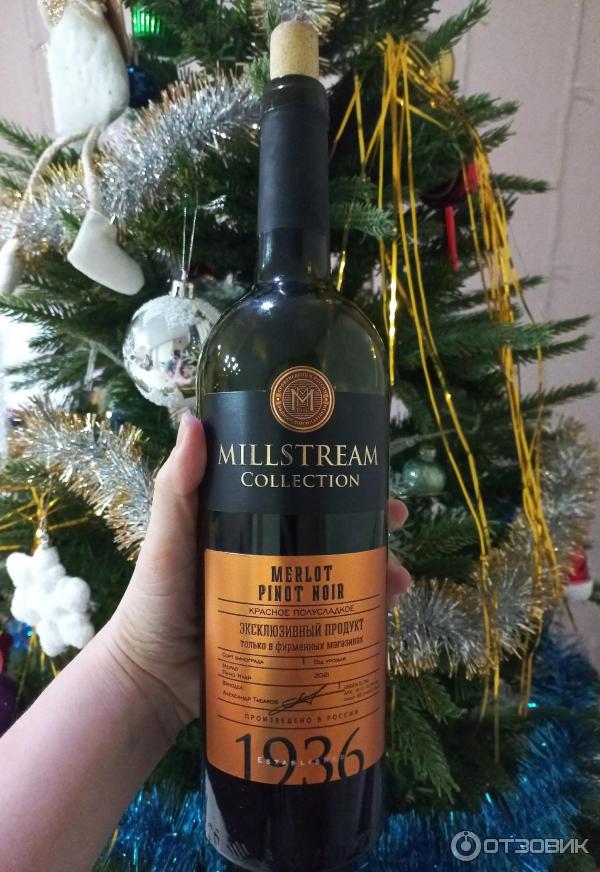 M
MILLSTREAM
COLLECTION
MERLOT
PINOT NOIR
КРАСНОЕ ПОЛУСЛАДКОЕ
ЭКСКЛЮЗИВНЫЙ ПРОДУКТ
только в фирменных магазинах
СОРТ ВИНОГРАДА
ГОД УРОЖАЯ
МЕРЛО
ПИНО НУАР
2021
ВИНОДЕЛ
АЛЕКСАНДР ТАБАКОВ
ПРОИЗВЕДЕНО В РОССИИ
1936
ESTABLISHED
ОТЗОВИК